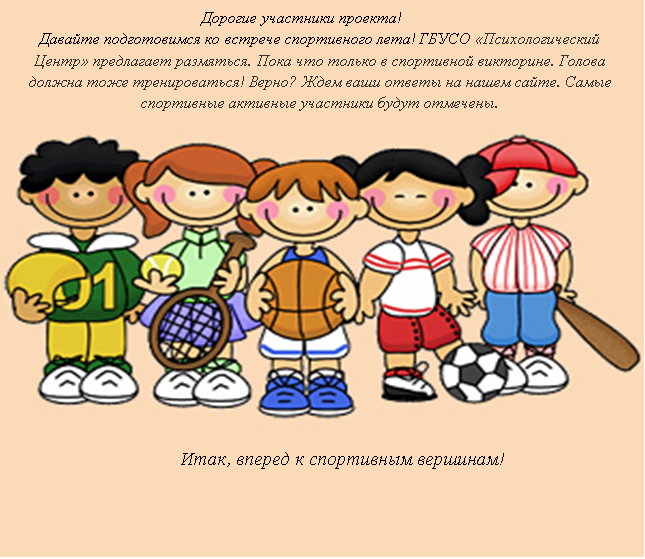 Дорогие участники проекта!
Давайте подготовимся ко встрече спортивного лета! ГБУСО «Психологический
Центр» предлагает размяться. Пока что только в спортивной викторине. Голова
должна тоже тренироваться! Верно? Ждем ваши ответы на нашем сайте. Самые
спортивные активные участники будут отмечены.
01
Итак, вперед к спортивным вершинам!